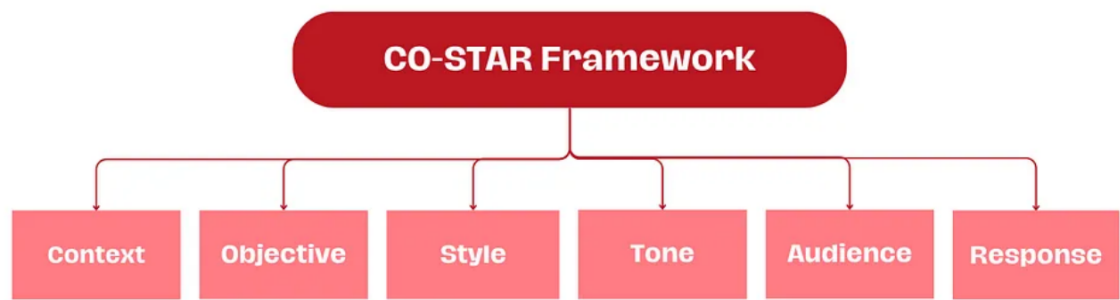 CO-STAR Framework
Context
Objective
Style
Tone
Audience
Response